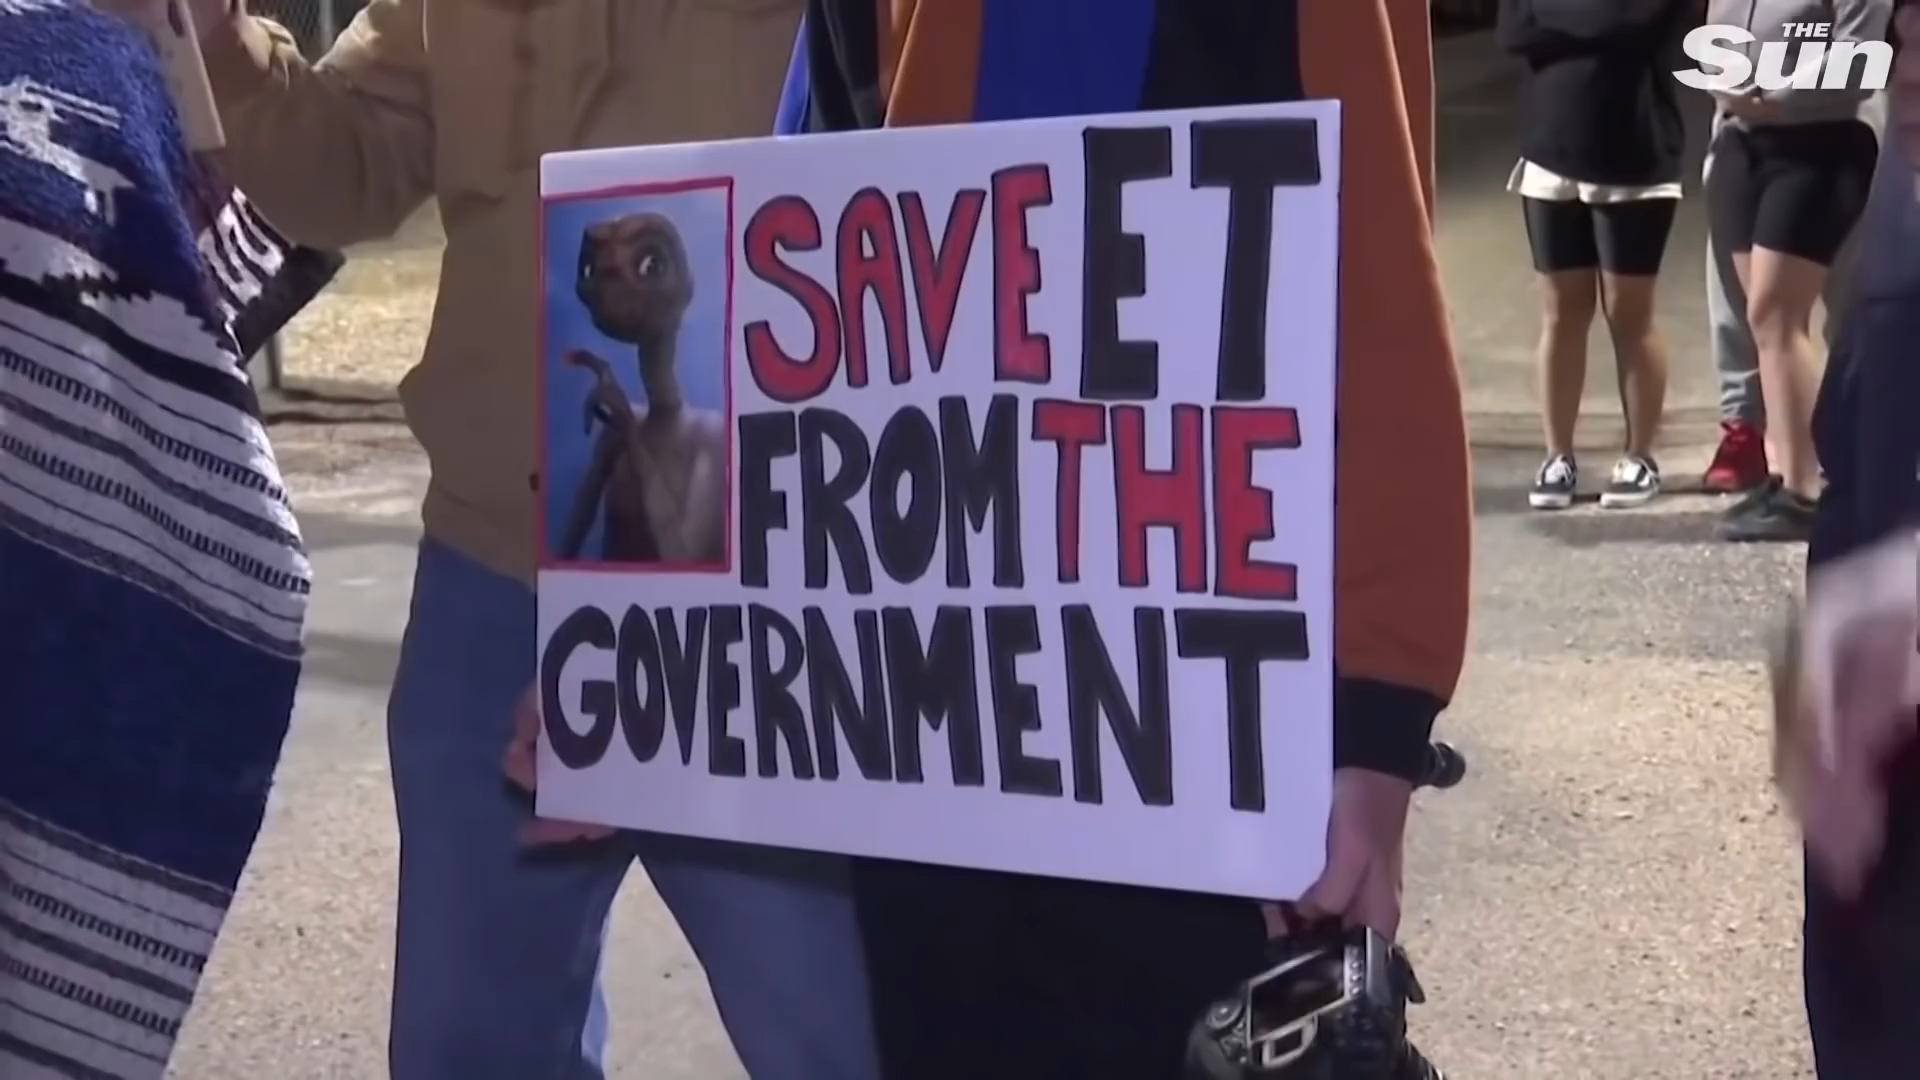 THE
Sun
SAVE ET
FROM THE
GOVERNMENT